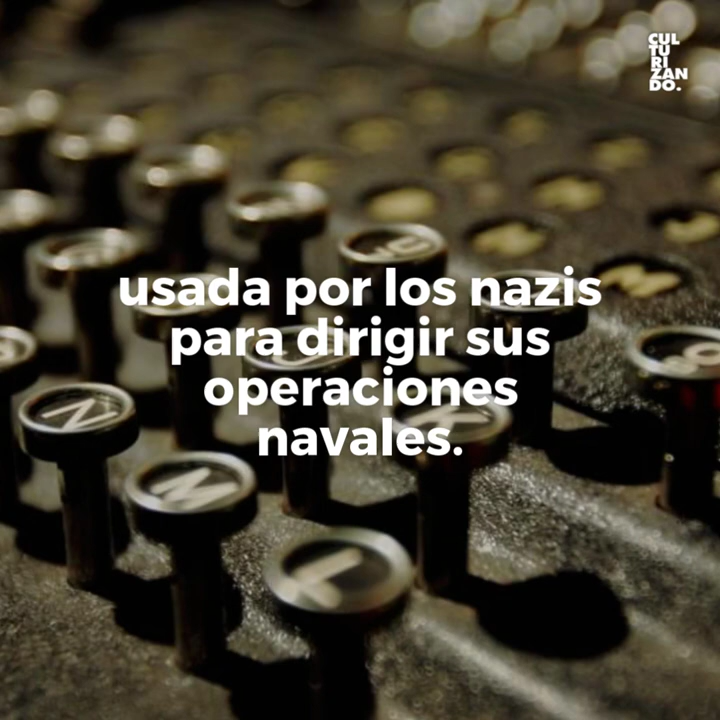 CUL
TU
RI
ZAN
DO.
usada por los nazis
para dirigir sus
operaciones
navales.
N
M
L
K